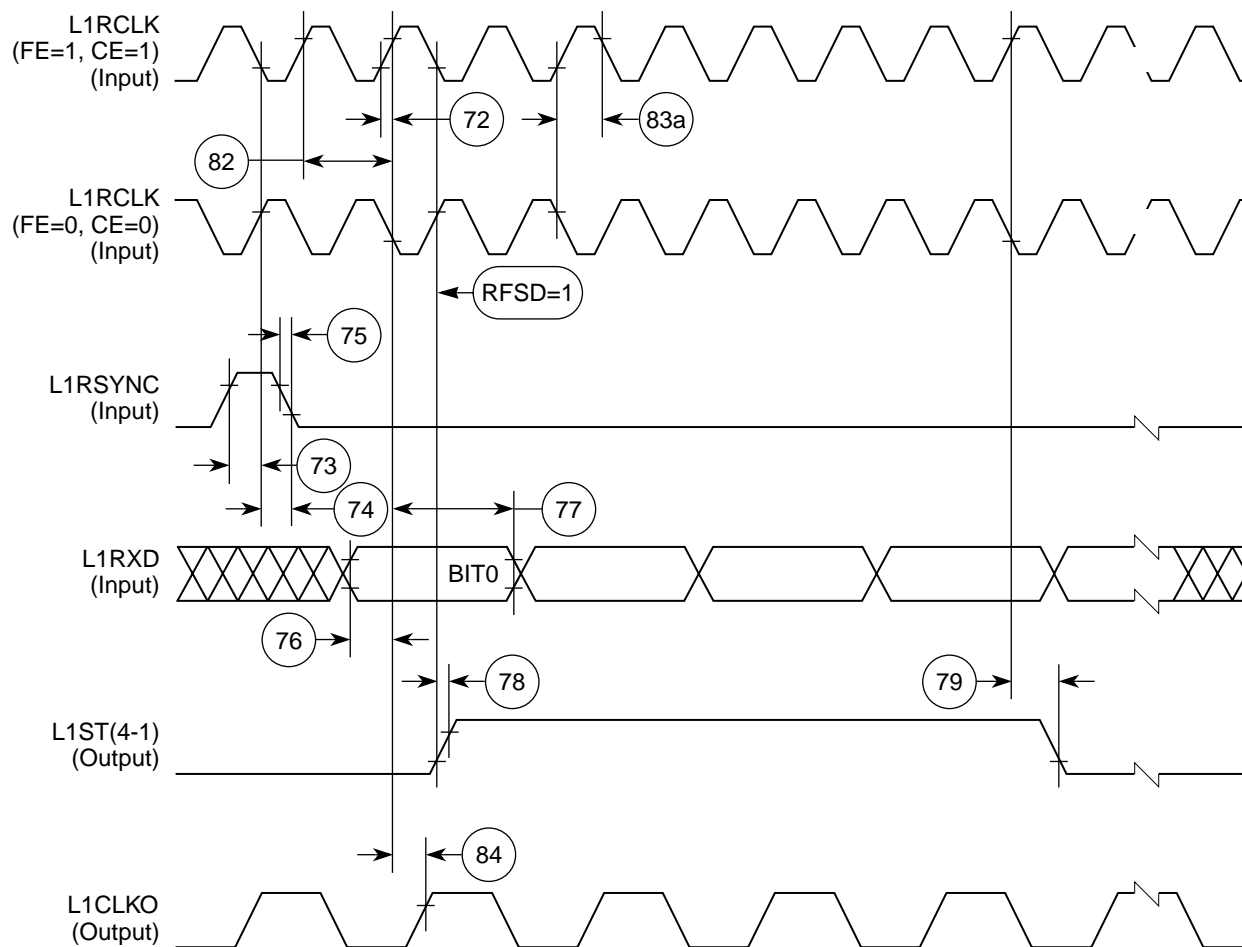 L1RCLK
(FE=1, CE=1)
(Input)
72
83a
82
L1RCLK
(FE=0, CE=0)
(Input)
RFSD=1
75
L1RSYNC
(Input)
73
74
77
L1RXD
(Input)
BIT0
76
78
79
L1ST(4-1)
(Output)
84
L1CLKO
(Output)